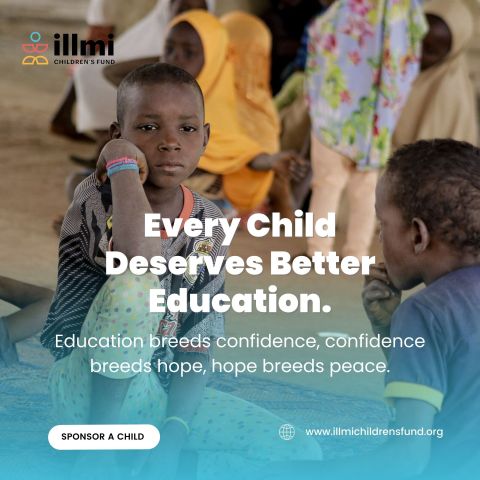 illmi
CHILDREN'S FUND
Every Child
Deserves Better
Education.
Education breeds confidence, confidence
breeds hope, hope breeds peace.
SPONSOR A CHILD
www.illmichildrensfund.org